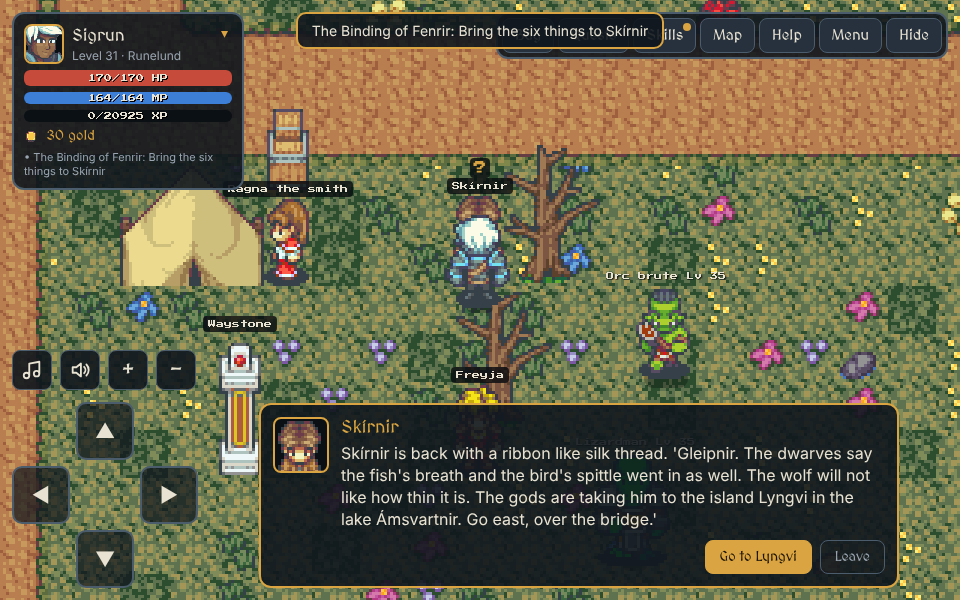 Sigrun
Level 31 · Runelund
170/170 HP
164/164 MP
0/20925 XP
30 gold
• The Binding of Fenrir: Bring the six
things to Skírnir
The Binding of Fenrir: Bring the six things to Skírnir
Map
Help
Menu
Hide
Ragna the smith
?
Skírnir
Orc brute Lv 35
Waystone
+
−
Freyja
Skírnir
Skírnir is back with a ribbon like silk thread. 'Gleipnir. The dwarves say
the fish's breath and the bird's spittle went in as well. The wolf will not
like how thin it is. The gods are taking him to the island Lyngvi in the
lake Ámsvartnir. Go east, over the bridge.'
Go to Lyngvi
Leave